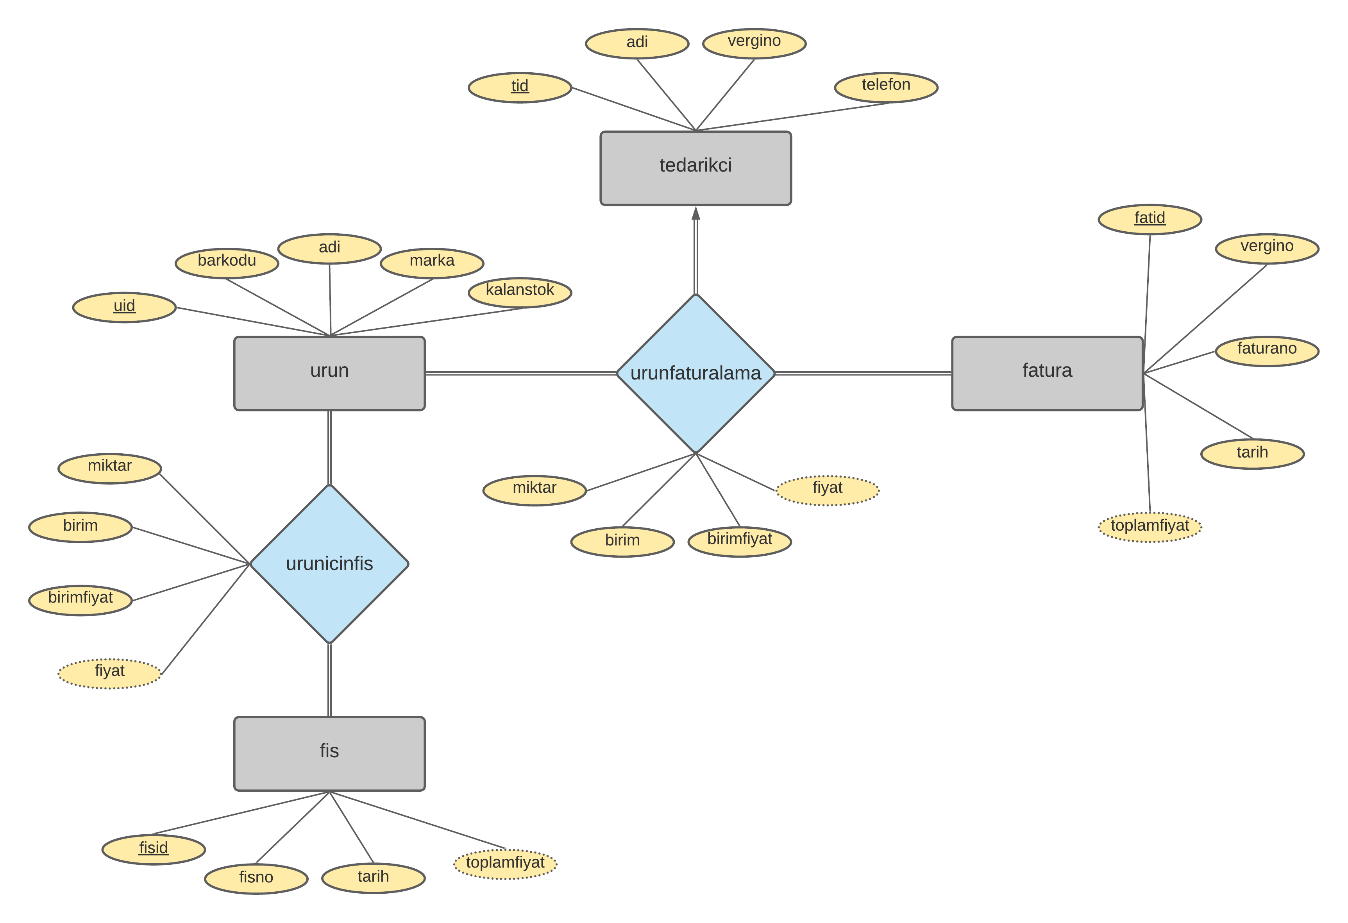 adi
vergino
tid
telefon
tedarikci
fatid
vergino
barkodu
adi
marka
kalanstok
uid
urun
urunfaturalama
fatura
faturano
tarih
miktar
birim
birimfiyat
fiyat
toplamfiyat
miktar
birim
birimfiyat
fiyat
urunicinfis
fis
fisid
fisno
tarih
toplamfiyat